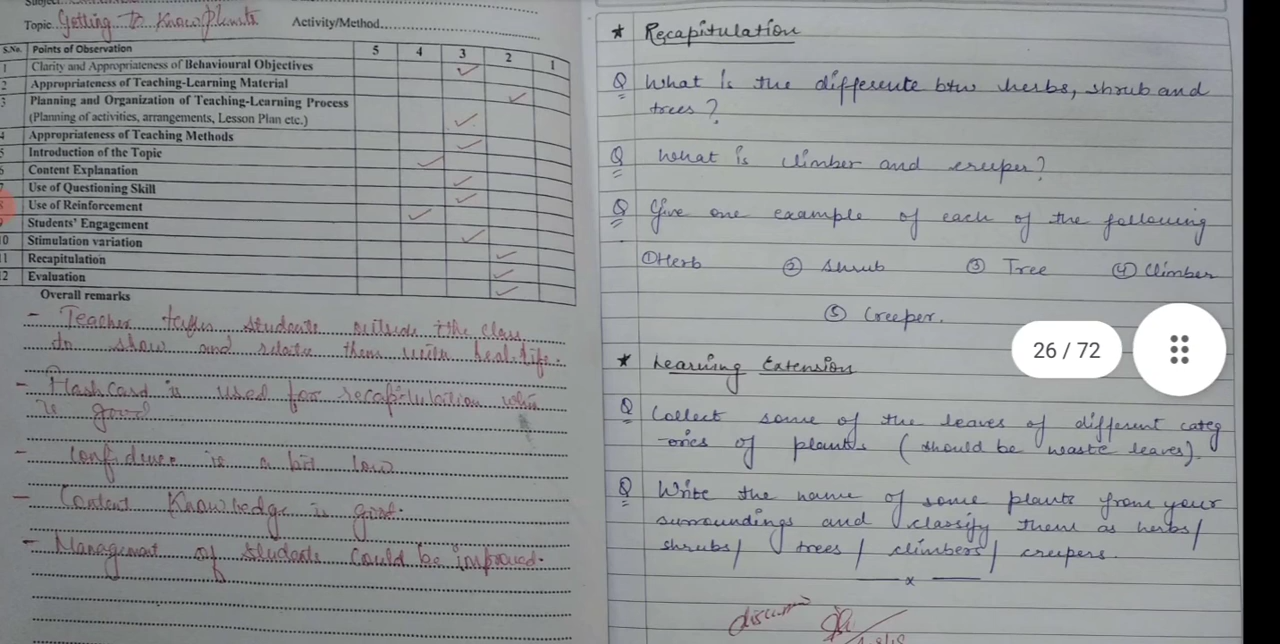 Topic Getting to Know plants Activity/Method
S.No. Points of Observation 5 4 3 2 1
1 Clarity and Appropriateness of Behavioural Objectives
2 Appropriateness of Teaching-Learning Material
3 Planning and Organization of Teaching-Learning Process
(Planning of activities, arrangements, Lesson Plan etc.)
4 Appropriateness of Teaching Methods
5 Introduction of the Topic
6 Content Explanation
7 Use of Questioning Skill
8 Use of Reinforcement
9 Students' Engagement
10 Stimulation variation
11 Recapitulation
12 Evaluation
Overall remarks
- Teacher students outside the class
to show and relate them with real life.
- Flash Card is used for recapitulation
is good
- Confidence is a bit low
- Content Knowledge is good.
- Management of students could be improved.
* Recapitulation
Q What is the differente btw herbs, shrub and
trees ?
Q What is climber and creeper?
Q Give one example of each of the following
① Herb ② Shrub ③ Tree ④ Climber
⑤ Creeper.
* Learning Extension
Q Collect some of the leaves of different categ
-ories of plants (should be waste leaves).
Q Write the name of some plants from your
surroundings and classify them as herbs/
shrubs/ trees / climbers/ creepers.
x
26 / 72